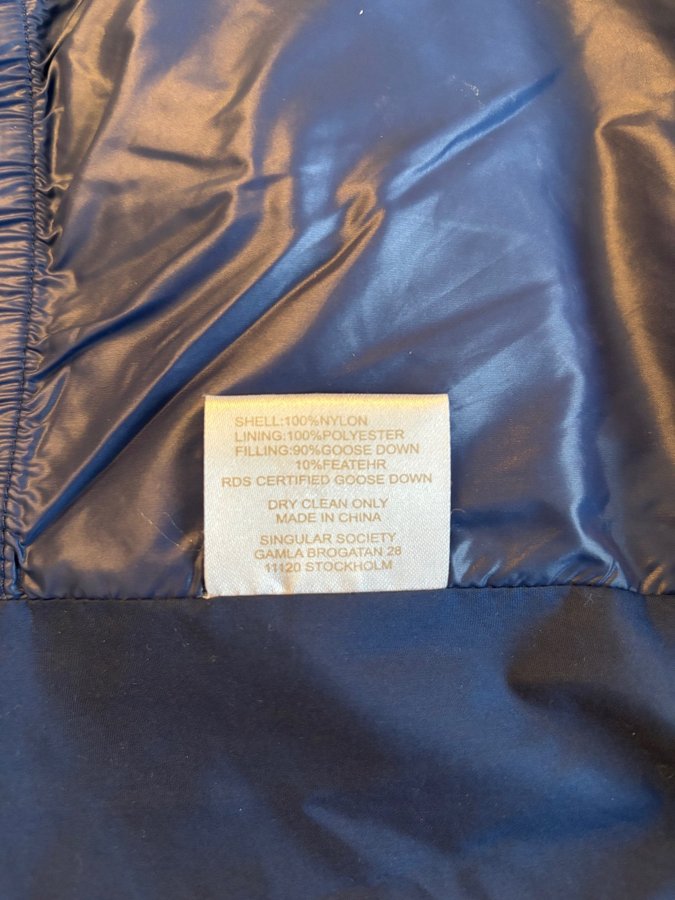 SHELL:100%NYLON
LINING:100%POLYESTER
FILLING:90%GOOSE DOWN
10%FEATEHR
RDS CERTIFIED GOOSE DOWN
DRY CLEAN ONLY
MADE IN CHINA
SINGULAR SOCIETY
GAMLA BROGATAN 28
11120 STOCKHOLM